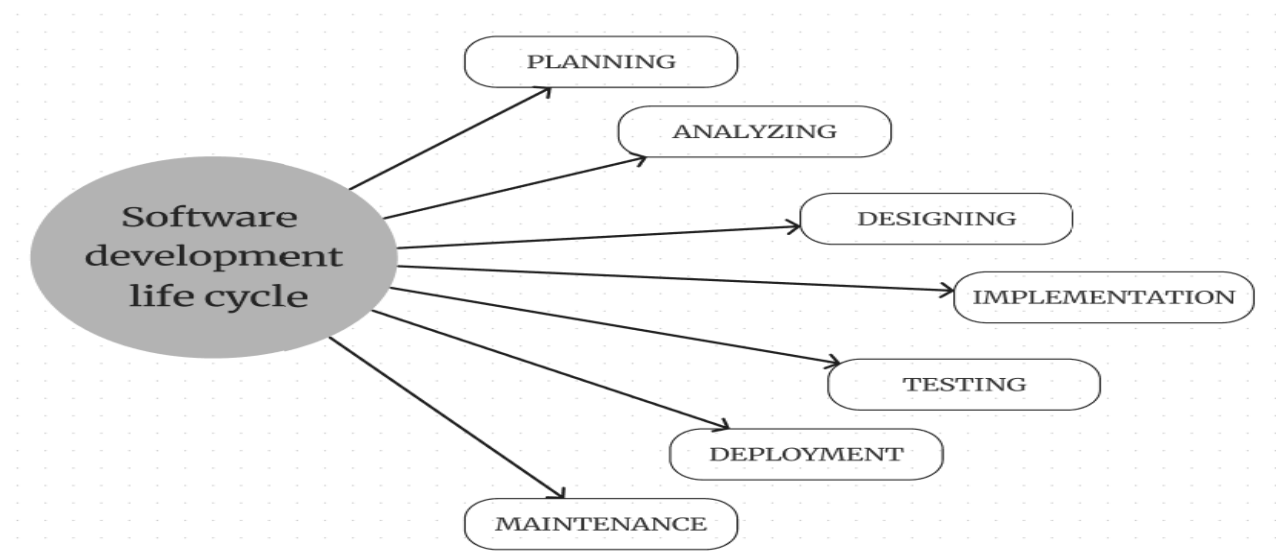 Software
development
life cycle
PLANNING
ANALYZING
DESIGNING
IMPLEMENTATION
TESTING
DEPLOYMENT
MAINTENANCE